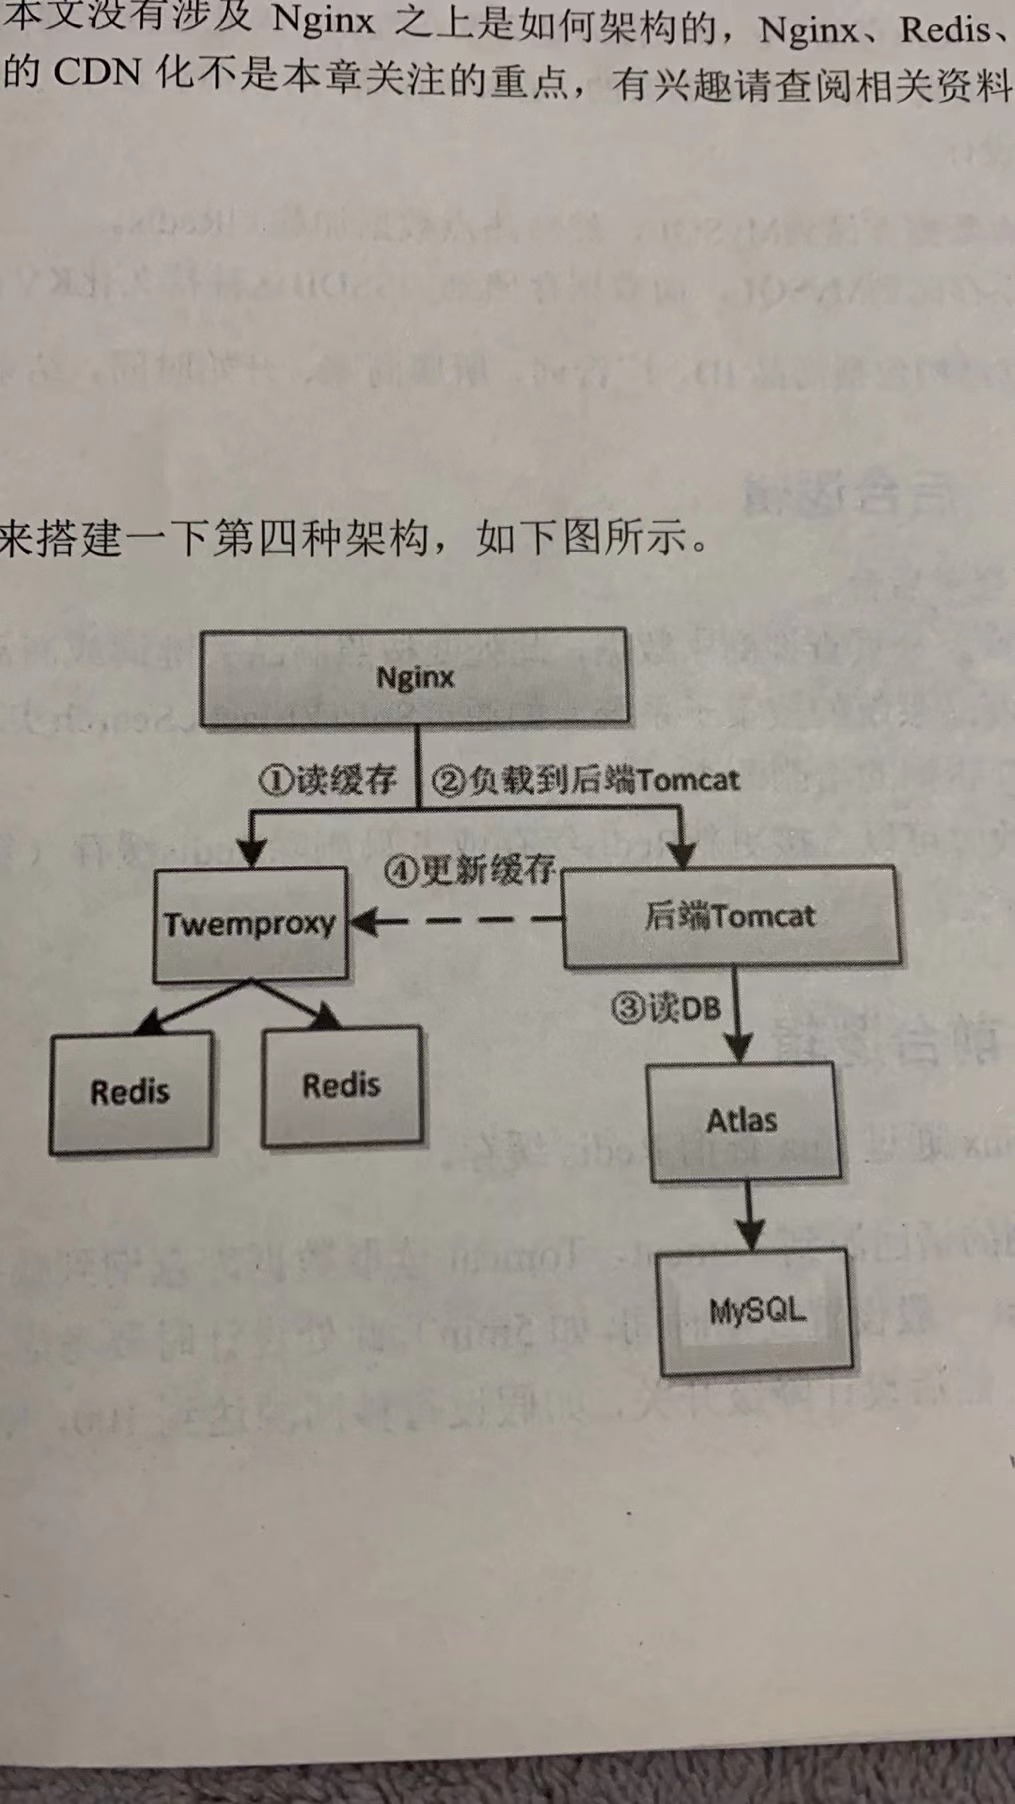 本文没有涉及 Nginx 之上是如何架构的，Nginx、Redis、
的 CDN 化不是本章关注的重点，有兴趣请查阅相关资料
来搭建一下第四种架构，如下图所示。
Nginx
①读缓存 ②负载到后端Tomcat
④更新缓存
Twemproxy 后端Tomcat
③读DB
Redis Redis
Atlas
MySQL